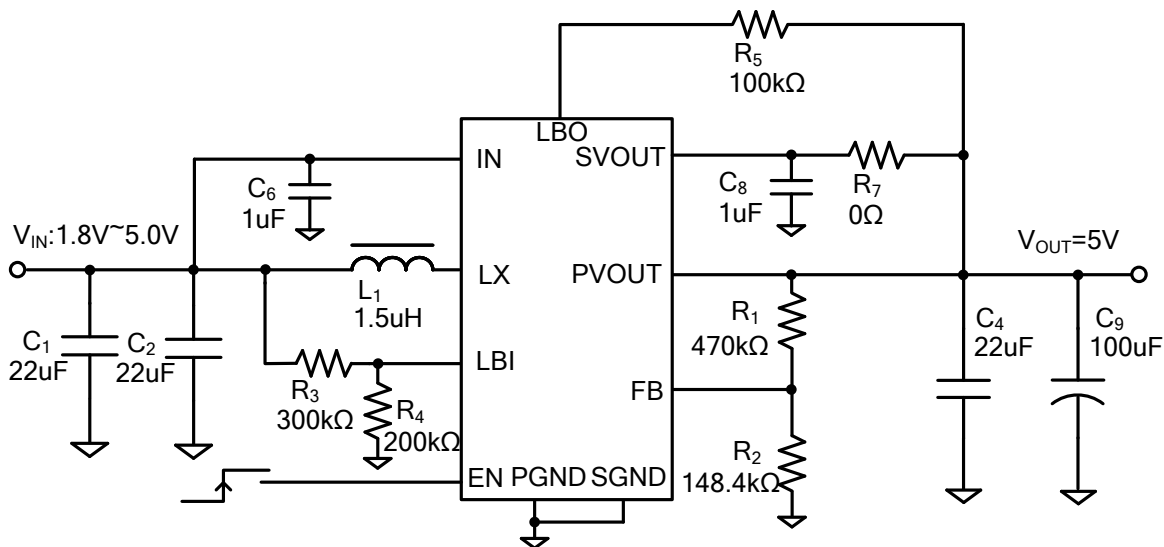 R5
100kΩ
LBO
IN
SVOUT
C6
1uF
C8
1uF
R7
0Ω
VIN:1.8V~5.0V
VOUT=5V
LX
PVOUT
L1
1.5uH
R1
470kΩ
C1
22uF
C2
22uF
C4
22uF
C9
100uF
LBI
FB
R3
300kΩ
R4
200kΩ
R2
148.4kΩ
EN
PGND
SGND